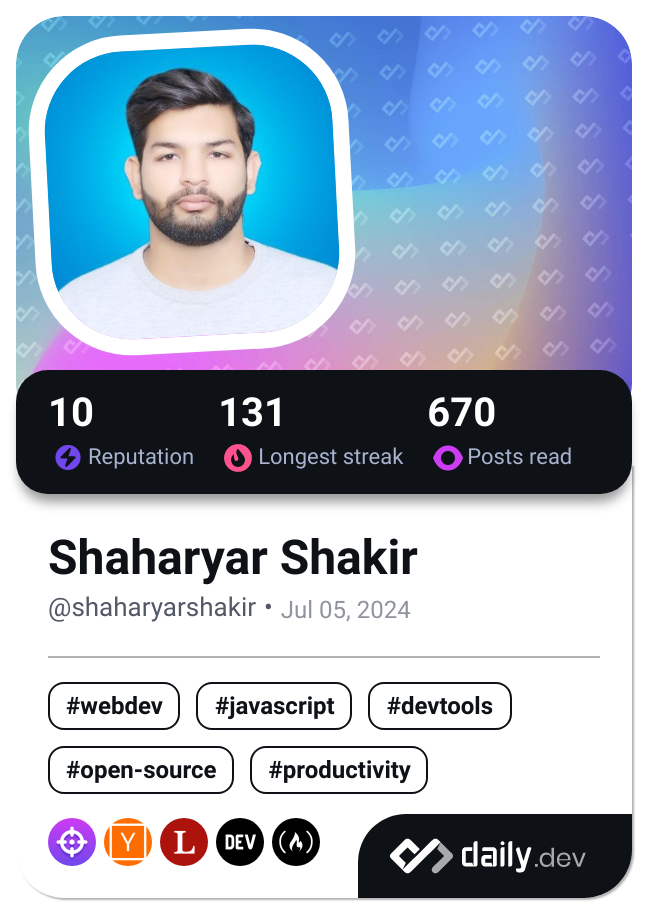 10 131 670
Reputation Longest streak Posts read
Shaharyar Shakir
@shaharyarshakir • Jul 05, 2024
#webdev #javascript #devtools
#open-source #productivity
Y L DEV
daily.dev